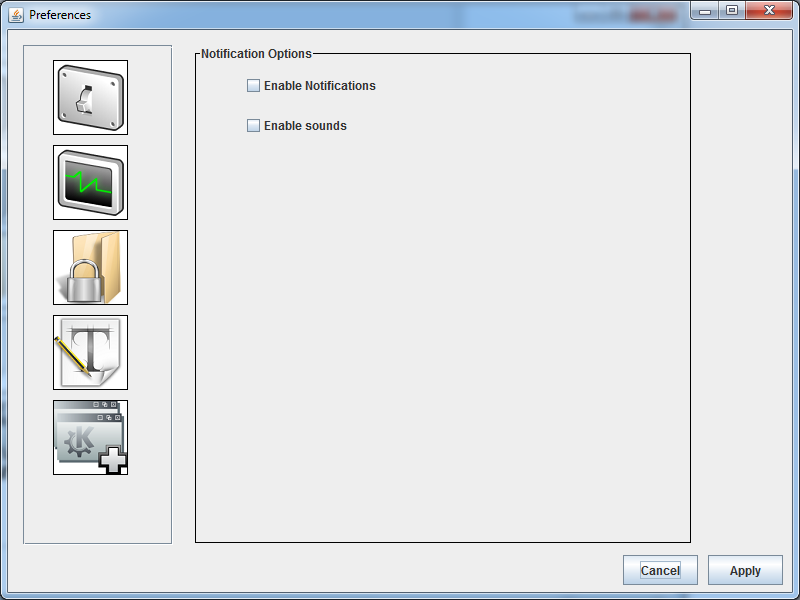 Preferences
Notification Options
Enable Notifications
Enable sounds
T
K
Cancel
Apply